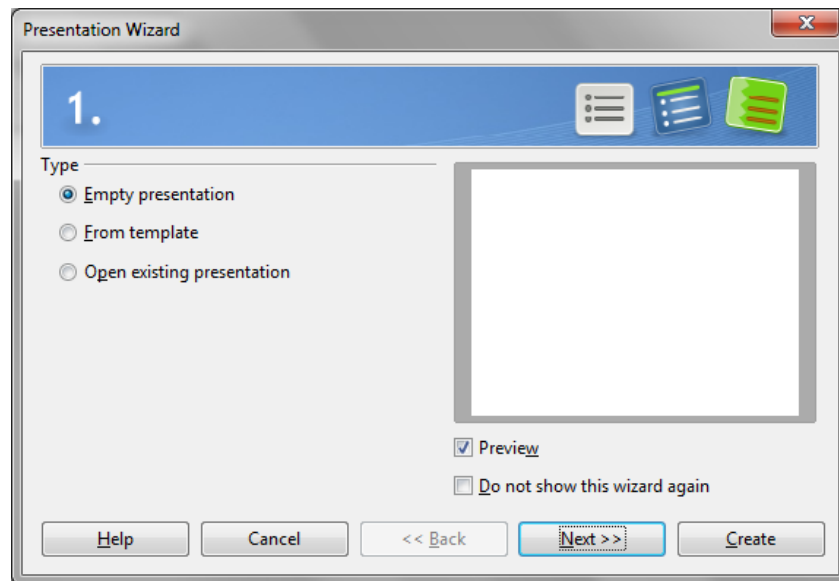 Presentation Wizard
1.
Type
Empty presentation
From template
Open existing presentation
Preview
Do not show this wizard again
Help
Cancel
<< Back
Next >>
Create